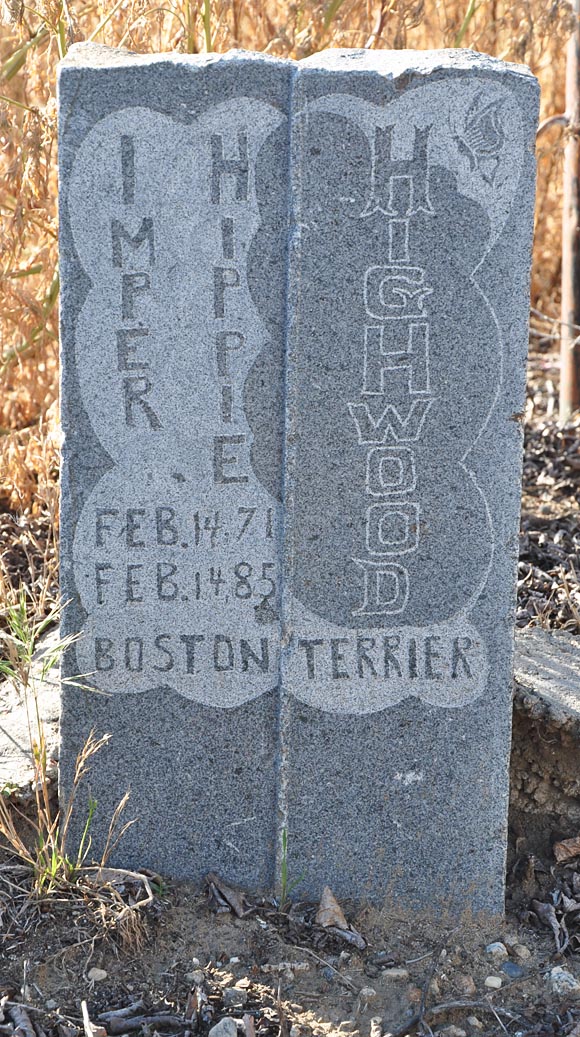 IMPER
HIPPIE
HIGHWOOD
FEB. 14, 71
FEB. 14, 85
BOSTON TERRIER